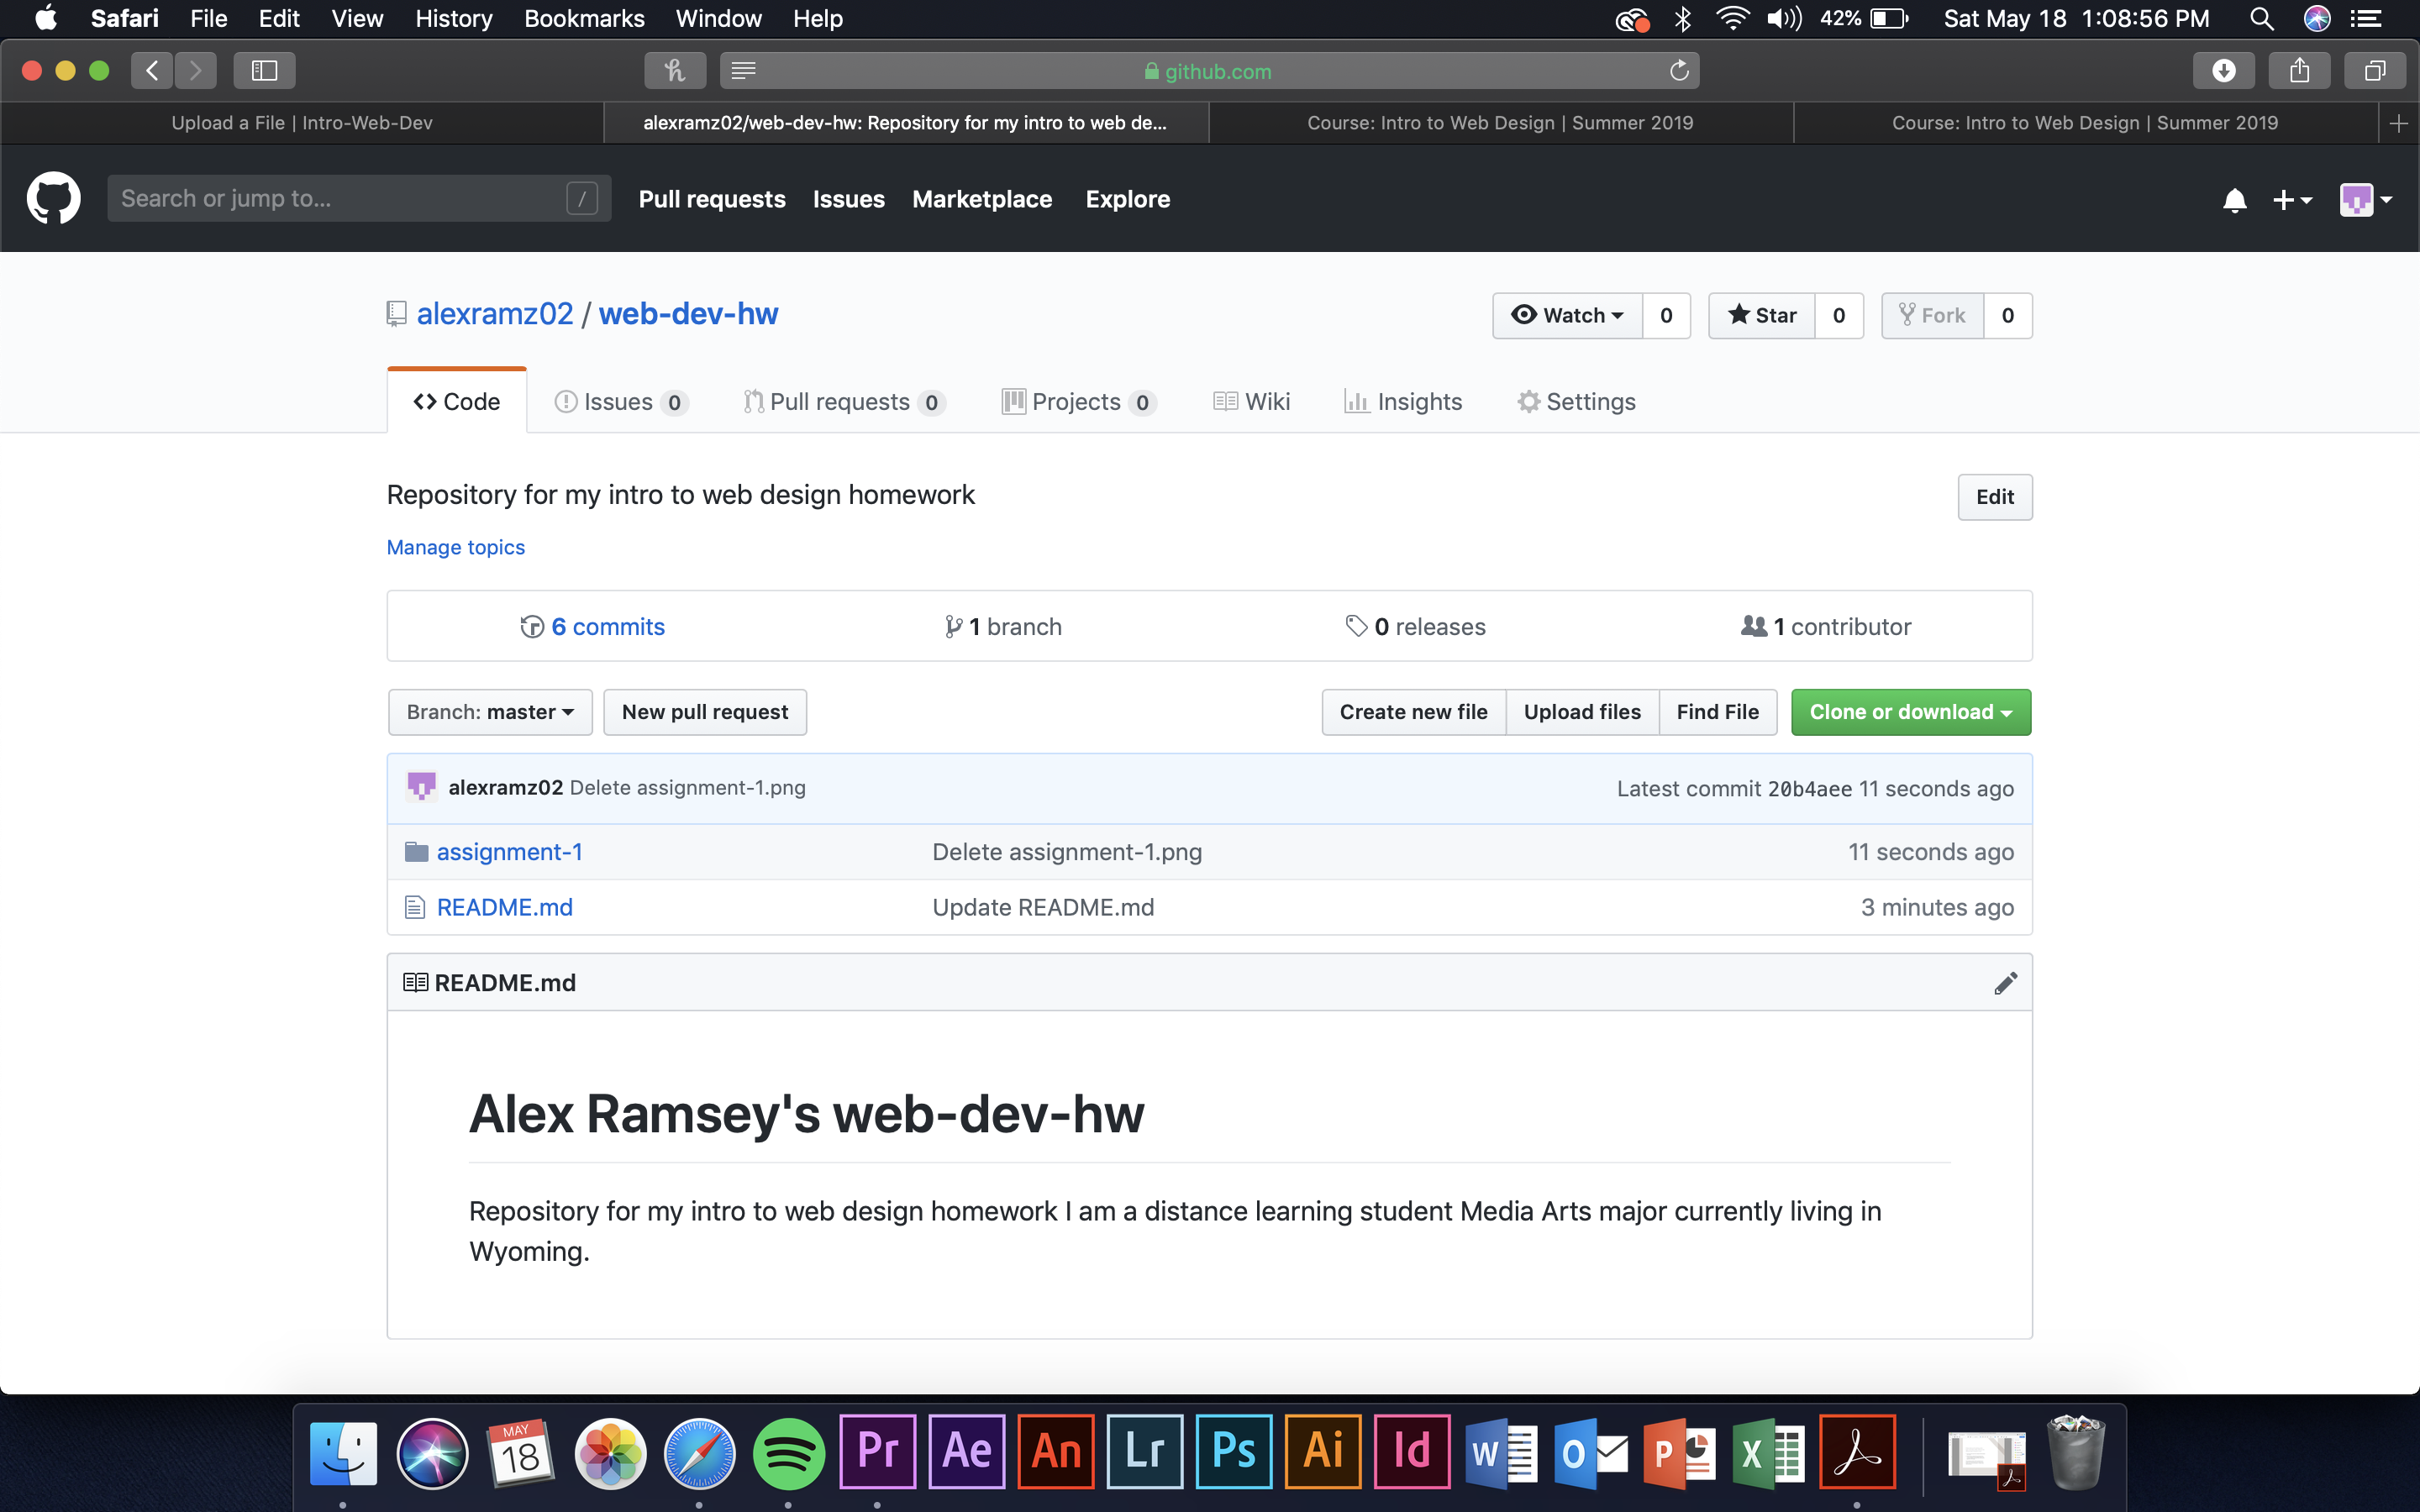 Safari File Edit View History Bookmarks Window Help 42% Sat May 18 1:08:56 PM
github.com
Upload a File | Intro-Web-Dev
alexramz02/web-dev-hw: Repository for my intro to web de...
Course: Intro to Web Design | Summer 2019
Course: Intro to Web Design | Summer 2019
Search or jump to... / Pull requests Issues Marketplace Explore
alexramz02 / web-dev-hw
Watch 0 Star 0 Fork 0
Code Issues 0 Pull requests 0 Projects 0 Wiki Insights Settings
Repository for my intro to web design homework Edit
Manage topics
6 commits 1 branch 0 releases 1 contributor
Branch: master New pull request Create new file Upload files Find File Clone or download
alexramz02 Delete assignment-1.png Latest commit 20b4aee 11 seconds ago
assignment-1 Delete assignment-1.png 11 seconds ago
README.md Update README.md 3 minutes ago
README.md
Alex Ramsey's web-dev-hw
Repository for my intro to web design homework I am a distance learning student Media Arts major currently living in
Wyoming.
MAY
18 Pr Ae An Lr Ps Ai Id W O P X